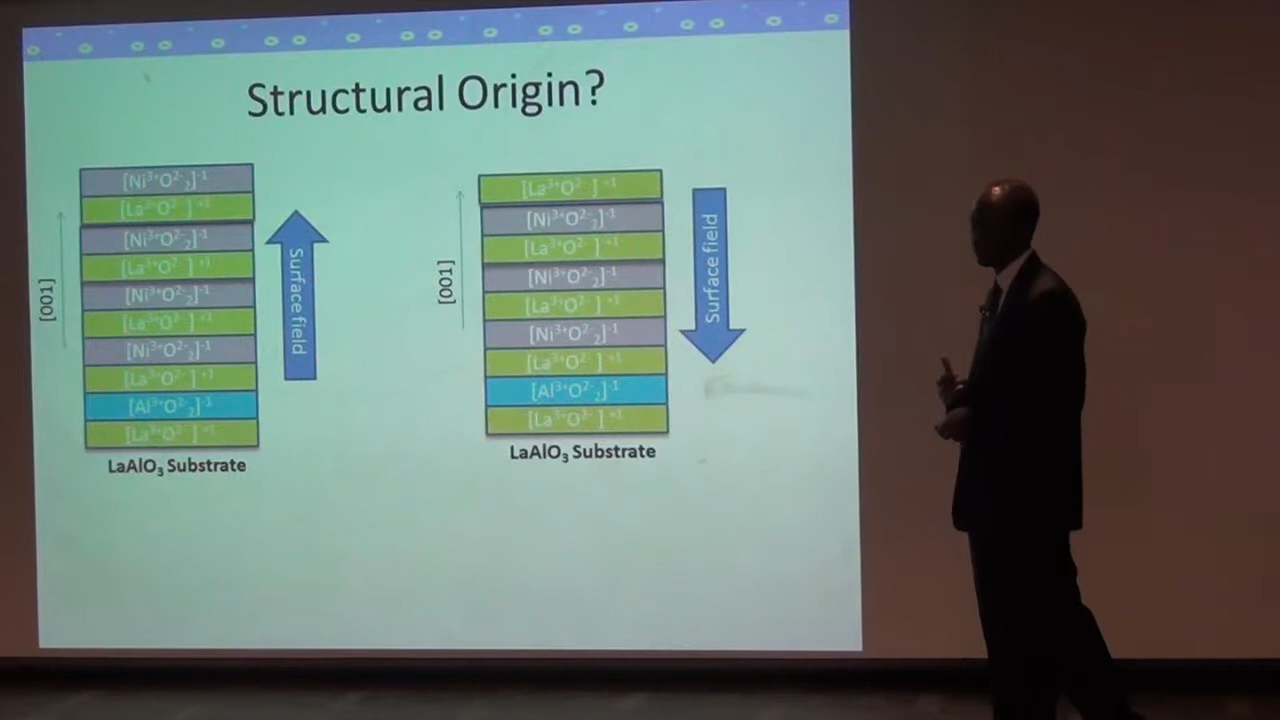 Structural Origin?
[001]
[Ni³⁺O²⁻₂]⁻¹
[La³⁺O²⁻]⁺¹
[Ni³⁺O²⁻₂]⁻¹
[La³⁺O²⁻]⁺¹
[Ni³⁺O²⁻₂]⁻¹
[La³⁺O²⁻]⁺¹
[Ni³⁺O²⁻₂]⁻¹
[La³⁺O²⁻]⁺¹
[Al³⁺O²⁻₂]⁻¹
[La³⁺O²⁻]⁺¹
Surface field
LaAlO₃ Substrate
[001]
[La³⁺O²⁻]⁺¹
[Ni³⁺O²⁻₂]⁻¹
[La³⁺O²⁻]⁺¹
[Ni³⁺O²⁻₂]⁻¹
[La³⁺O²⁻]⁺¹
[Ni³⁺O²⁻₂]⁻¹
[La³⁺O²⁻]⁺¹
[Al³⁺O²⁻₂]⁻¹
[La³⁺O²⁻]⁺¹
Surface field
LaAlO₃ Substrate